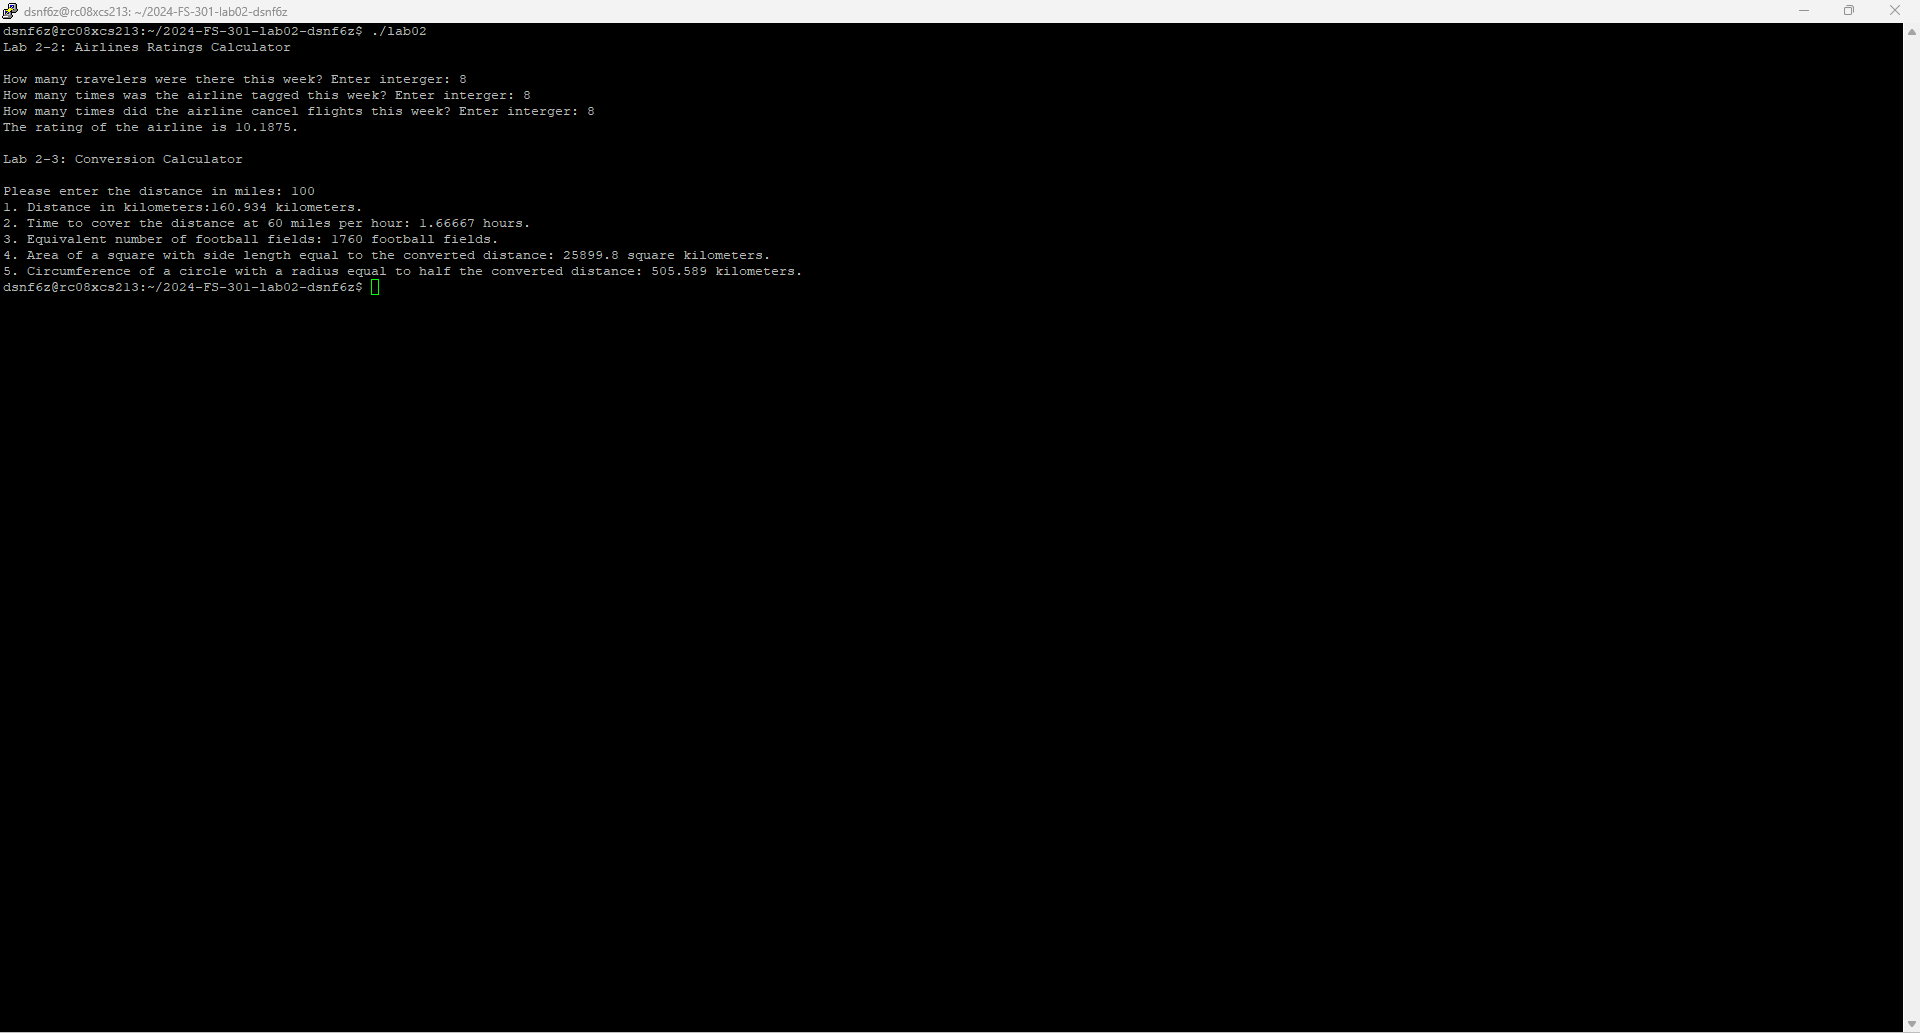 dsnf6z@rc08xcs213: ~/2024-FS-301-lab02-dsnf6z
dsnf6z@rc08xcs213:~/2024-FS-301-lab02-dsnf6z$ ./lab02
Lab 2-2: Airlines Ratings Calculator
How many travelers were there this week? Enter interger: 8
How many times was the airline tagged this week? Enter interger: 8
How many times did the airline cancel flights this week? Enter interger: 8
The rating of the airline is 10.1875.
Lab 2-3: Conversion Calculator
Please enter the distance in miles: 100
1. Distance in kilometers:160.934 kilometers.
2. Time to cover the distance at 60 miles per hour: 1.66667 hours.
3. Equivalent number of football fields: 1760 football fields.
4. Area of a square with side length equal to the converted distance: 25899.8 square kilometers.
5. Circumference of a circle with a radius equal to half the converted distance: 505.589 kilometers.
dsnf6z@rc08xcs213:~/2024-FS-301-lab02-dsnf6z$